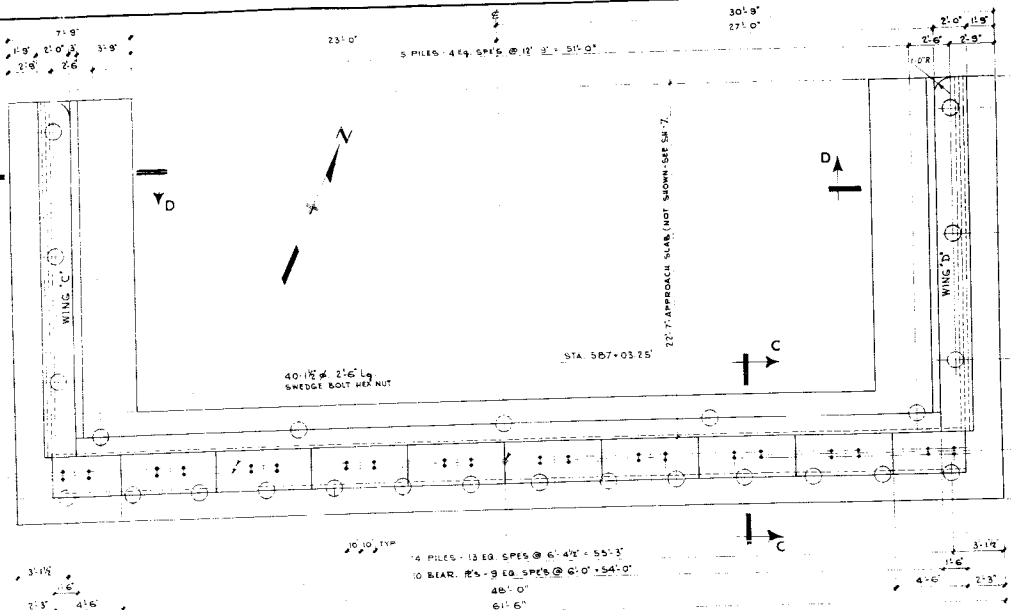 7'-9"
1'-9" 2'-0" 3" 3'-9"
2'-9" 2'-6"
23'-0"
30'-9"
27'-0"
2'-0" 1'-9"
2'-6" 2'-9"
5 PILES - 4 EQ. SPC'S @ 12'-9" = 51'-0"
1'-0"R
N
D
D
WING "C"
WING "D"
22'-7" APPROACH SLAB (NOT SHOWN-SEE SH-7
STA. 587+03.25
C
40-1½ ø 2'-6" Lg.
SWEDGE BOLT HEX NUT
C
10" 10" TYP
4 PILES - 13 EQ. SPES @ 6'-4½" = 55'-3"
10 BEAR. PE'S - 9 EQ SPE'S @ 6'-0" = 54'-0"
48'-0"
61'-6"
3'-1½"
1'-6"
2'-3" 4'-6"
3'-1½"
1'-6"
4'-6" 2'-3"